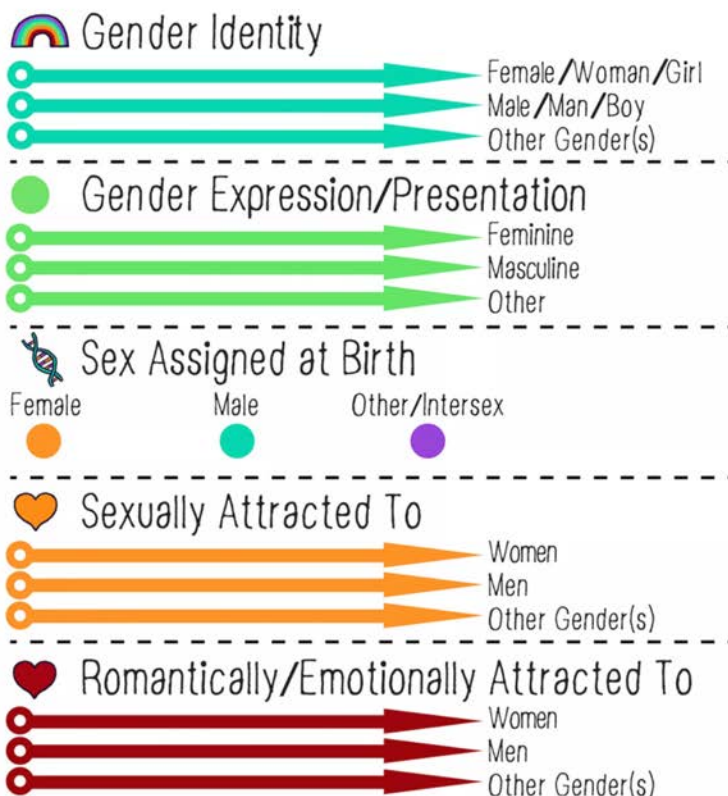 Gender Identity
Female/Woman/Girl
Male/Man/Boy
Other Gender(s)
Gender Expression/Presentation
Feminine
Masculine
Other
Sex Assigned at Birth
Female Male Other/Intersex
Sexually Attracted To
Women
Men
Other Gender(s)
Romantically/Emotionally Attracted To
Women
Men
Other Gender(s)